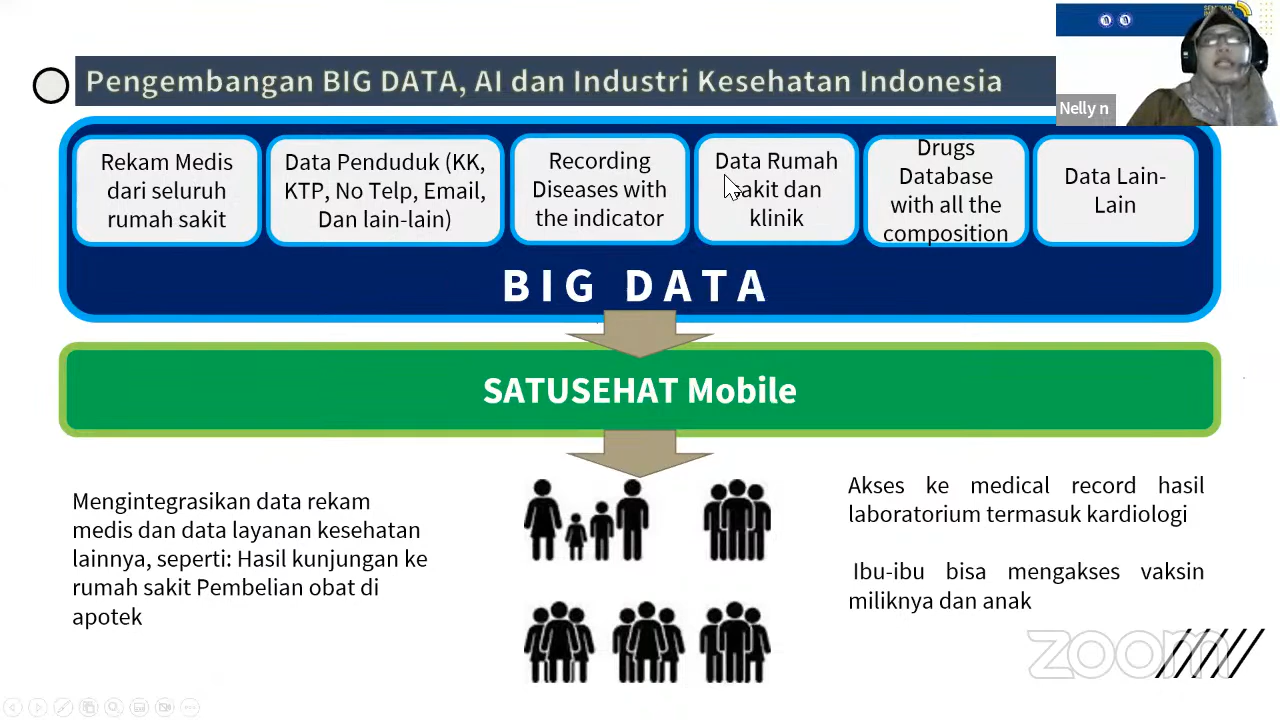 Pengembangan BIG DATA, AI dan Industri Kesehatan Indonesia
Nelly n
Rekam Medis
dari seluruh
rumah sakit
Data Penduduk (KK,
KTP, No Telp, Email,
Dan lain-lain)
Recording
Diseases with
the indicator
Data Rumah
sakit dan
klinik
Drugs
Database
with all the
composition
Data Lain-
Lain
BIG DATA
SATUSEHAT Mobile
Mengintegrasikan data rekam
medis dan data layanan kesehatan
lainnya, seperti: Hasil kunjungan ke
rumah sakit Pembelian obat di
apotek
Akses ke medical record hasil
laboratorium termasuk kardiologi
Ibu-ibu bisa mengakses vaksin
miliknya dan anak
zoom